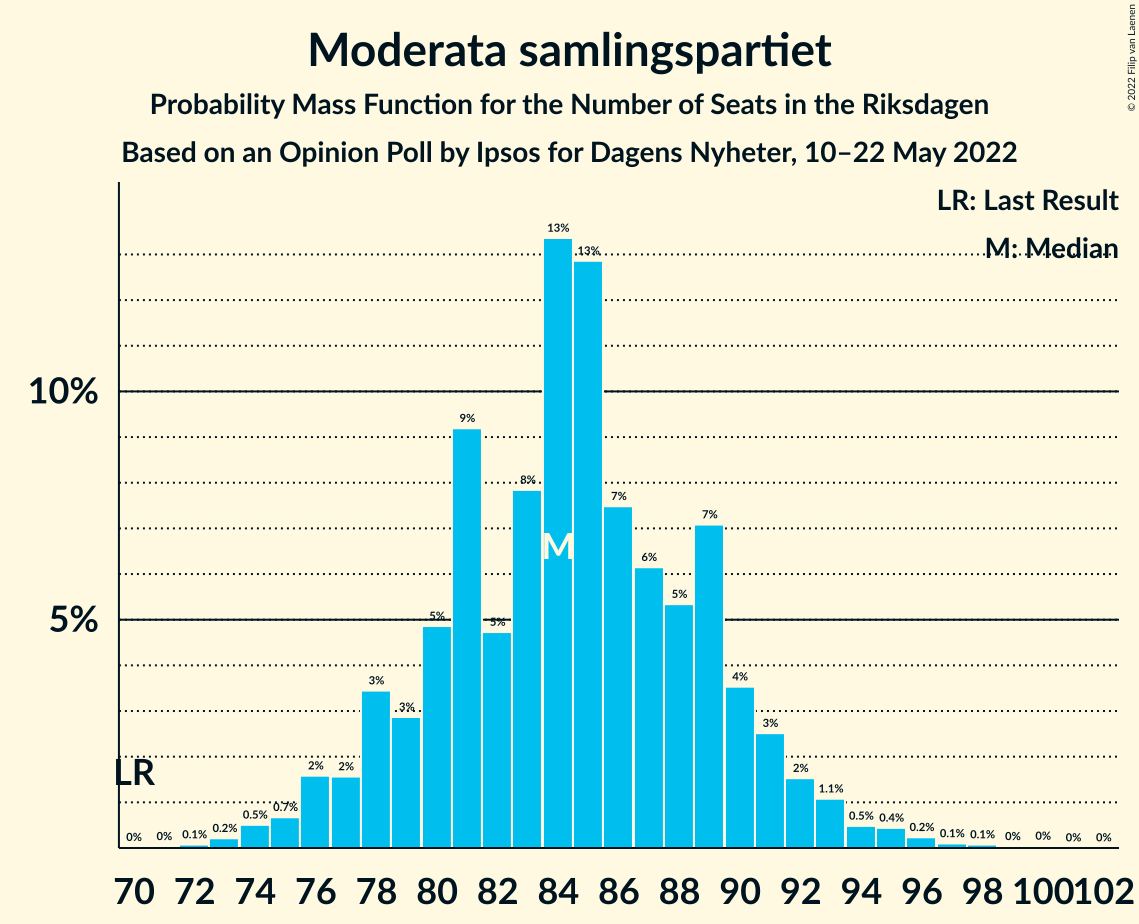 Moderata samlingspartiet
Probability Mass Function for the Number of Seats in the Riksdagen
Based on an Opinion Poll by Ipsos for Dagens Nyheter, 10–22 May 2022
© 2022 Filip van Laenen
LR: Last Result
M: Median
10%
5%
LR
M
0% 0% 0.1% 0.2% 0.5% 0.7% 2% 2% 3% 3% 5% 9% 5% 8% 13% 13% 7% 6% 5% 7% 4% 3% 2% 1.1% 0.5% 0.4% 0.2% 0.1% 0.1% 0% 0% 0% 0%
70 72 74 76 78 80 82 84 86 88 90 92 94 96 98 100 102